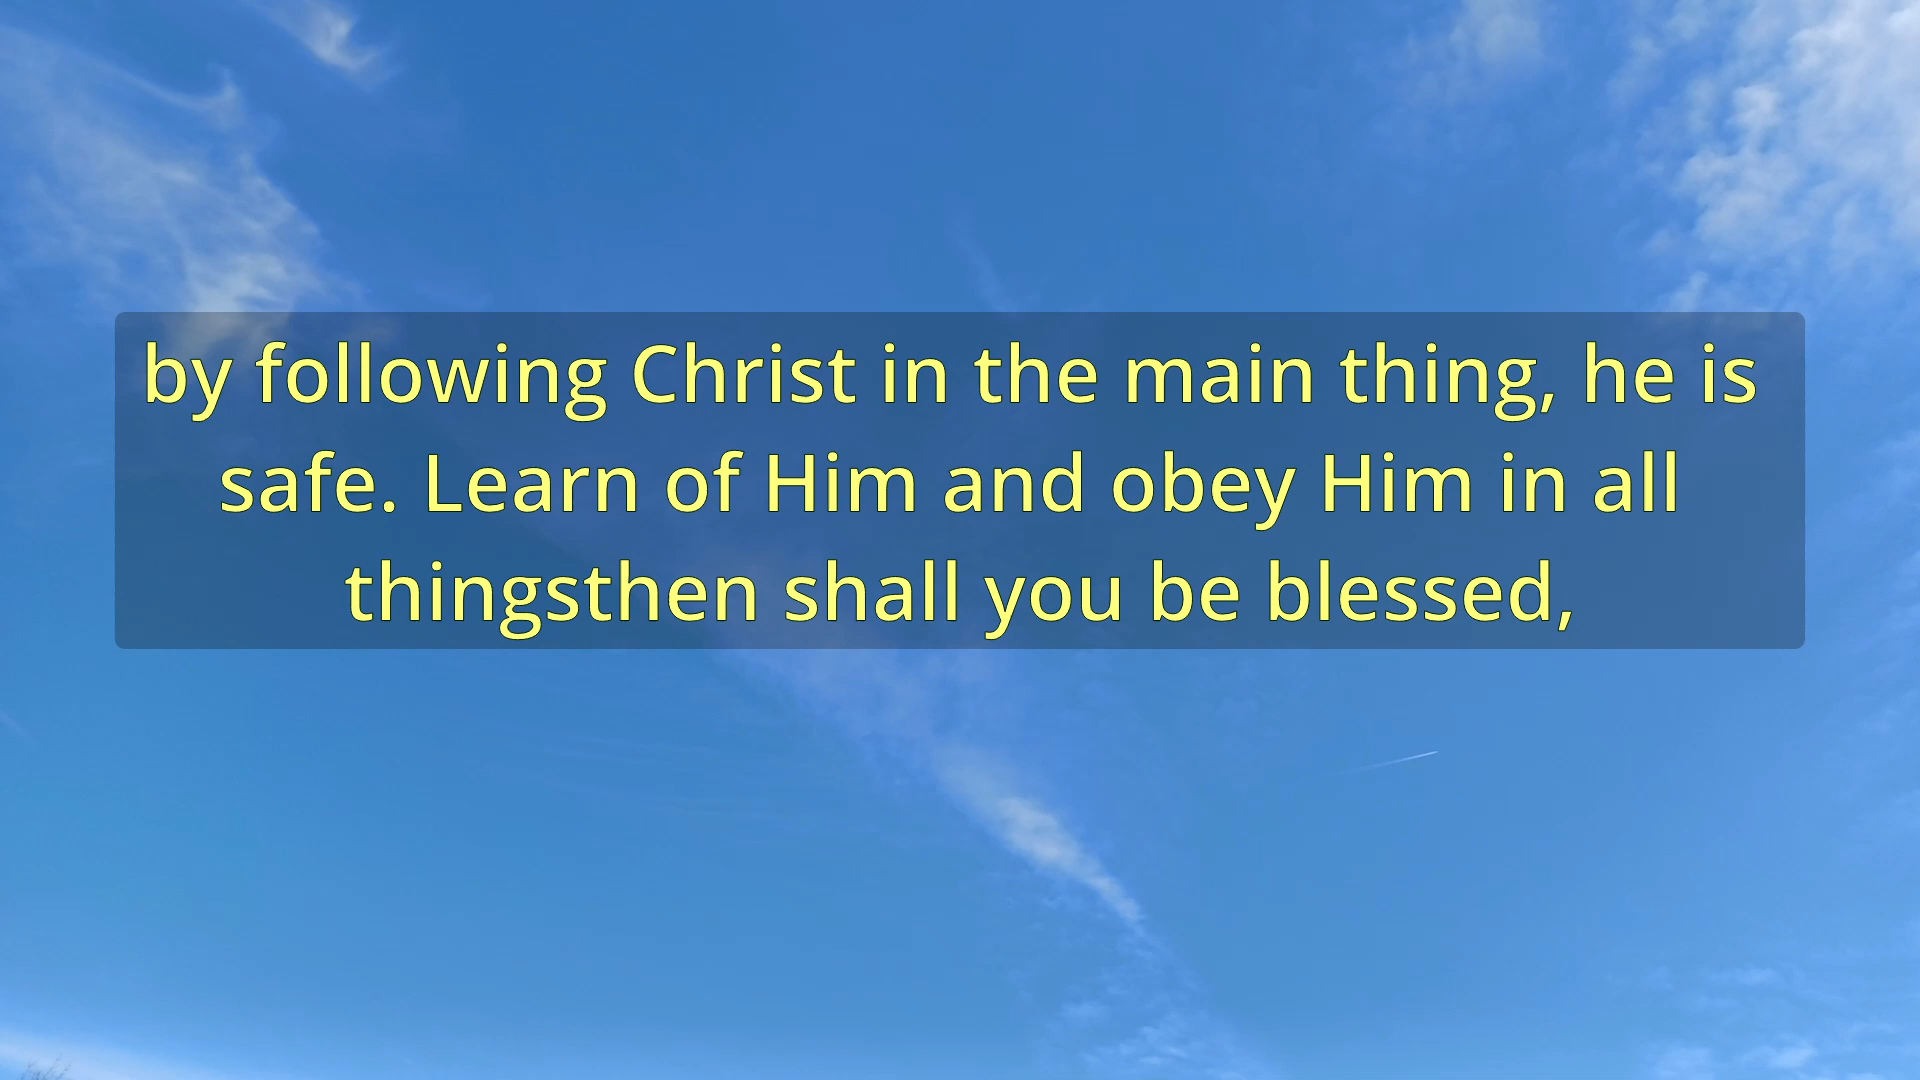 by following Christ in the main thing, he is
safe. Learn of Him and obey Him in all
thingsthen shall you be blessed,